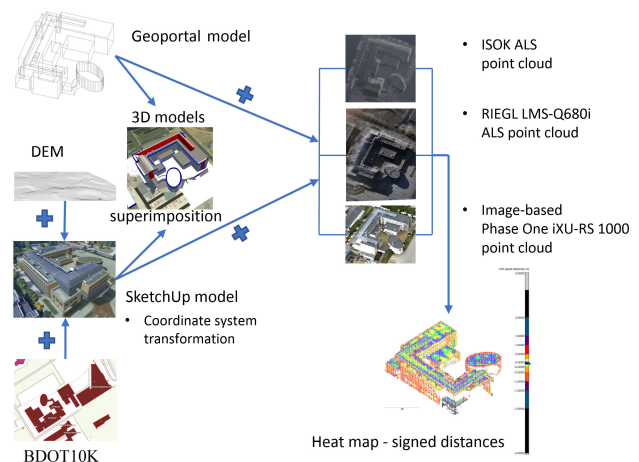 Geoportal model
3D models
DEM
superimposition
SketchUp model
• Coordinate system
transformation
BDOT10K
• ISOK ALS
point cloud
• RIEGL LMS-Q680i
ALS point cloud
• Image-based
Phase One iXU-RS 1000
point cloud
Heat map - signed distances